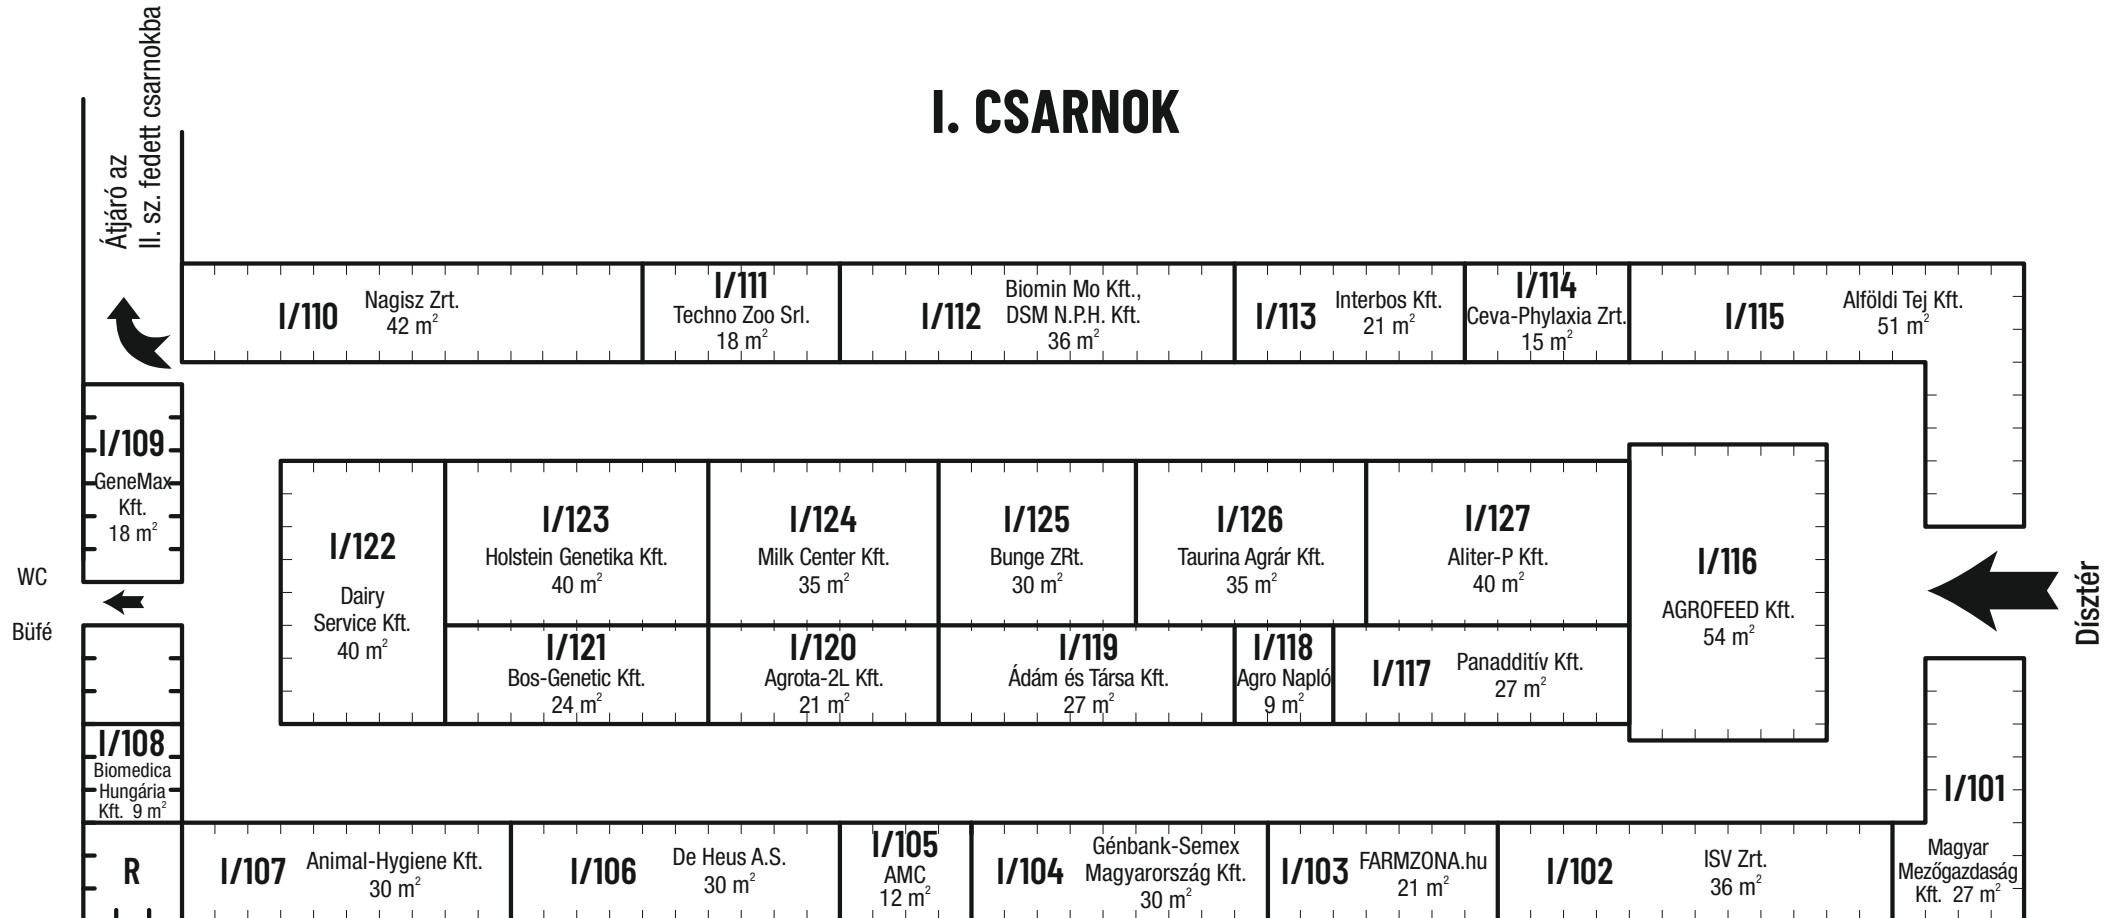 I. CSARNOK
Átjáró az
II. sz. fedett csarnokba
I/110
Nagisz Zrt.
42 m²
I/111
Techno Zoo Srl.
18 m²
I/112
Biomin Mo Kft.,
DSM N.P.H. Kft.
36 m²
I/113
Interbos Kft.
21 m²
I/114
Ceva-Phylaxia Zrt.
15 m²
I/115
Alföldi Tej Kft.
51 m²
I/109
GeneMax
Kft.
18 m²
WC
Büfé
I/122
Dairy
Service Kft.
40 m²
I/123
Holstein Genetika Kft.
40 m²
I/124
Milk Center Kft.
35 m²
I/125
Bunge ZRt.
30 m²
I/126
Taurina Agrár Kft.
35 m²
I/127
Aliter-P Kft.
40 m²
I/116
AGROFEED Kft.
54 m²
Dísztér
I/121
Bos-Genetic Kft.
24 m²
I/120
Agrota-2L Kft.
21 m²
I/119
Ádám és Társa Kft.
27 m²
I/118
Agro Napló
9 m²
I/117
Panadditív Kft.
27 m²
I/108
Biomedica
Hungária
Kft. 9 m²
R
I/107
Animal-Hygiene Kft.
30 m²
I/106
De Heus A.S.
30 m²
I/105
AMC
12 m²
I/104
Génbank-Semex
Magyarország Kft.
30 m²
I/103
FARMZONA.hu
21 m²
I/102
ISV Zrt.
36 m²
I/101
Magyar
Mezőgazdaság
Kft. 27 m²